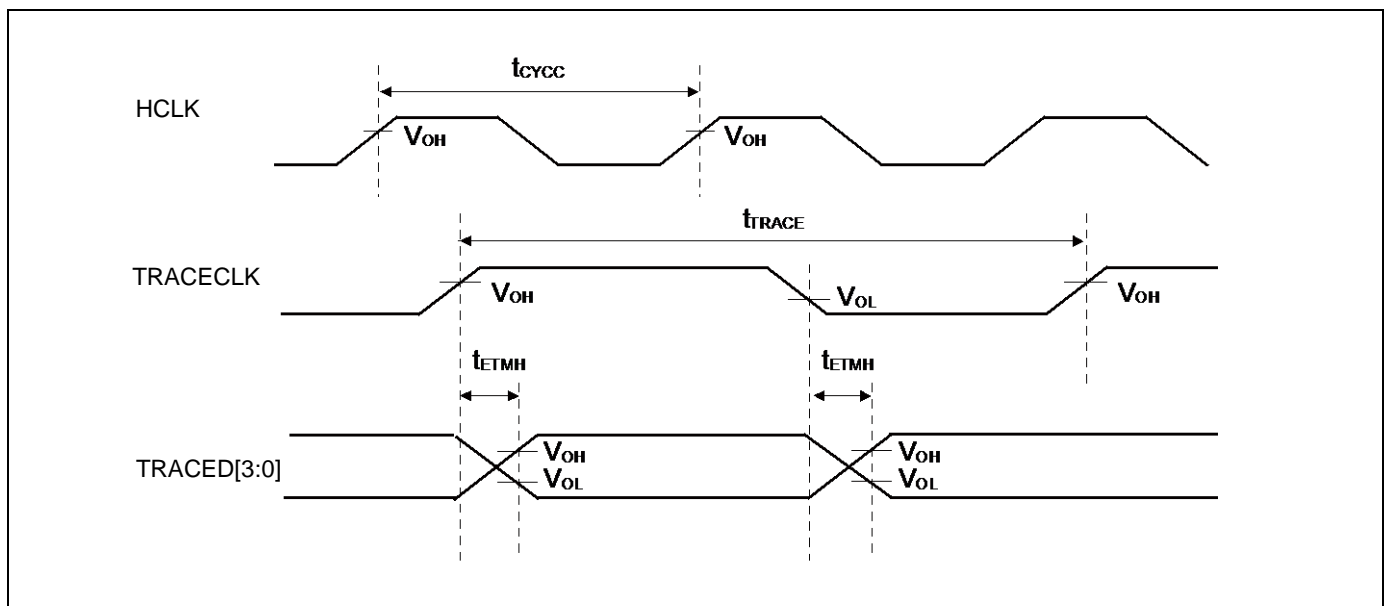 tCYCC
HCLK
VOH
VOH
tTRACE
TRACECLK
VOH
VOL
VOH
tETMH
tETMH
TRACED[3:0]
VOH
VOL
VOH
VOL